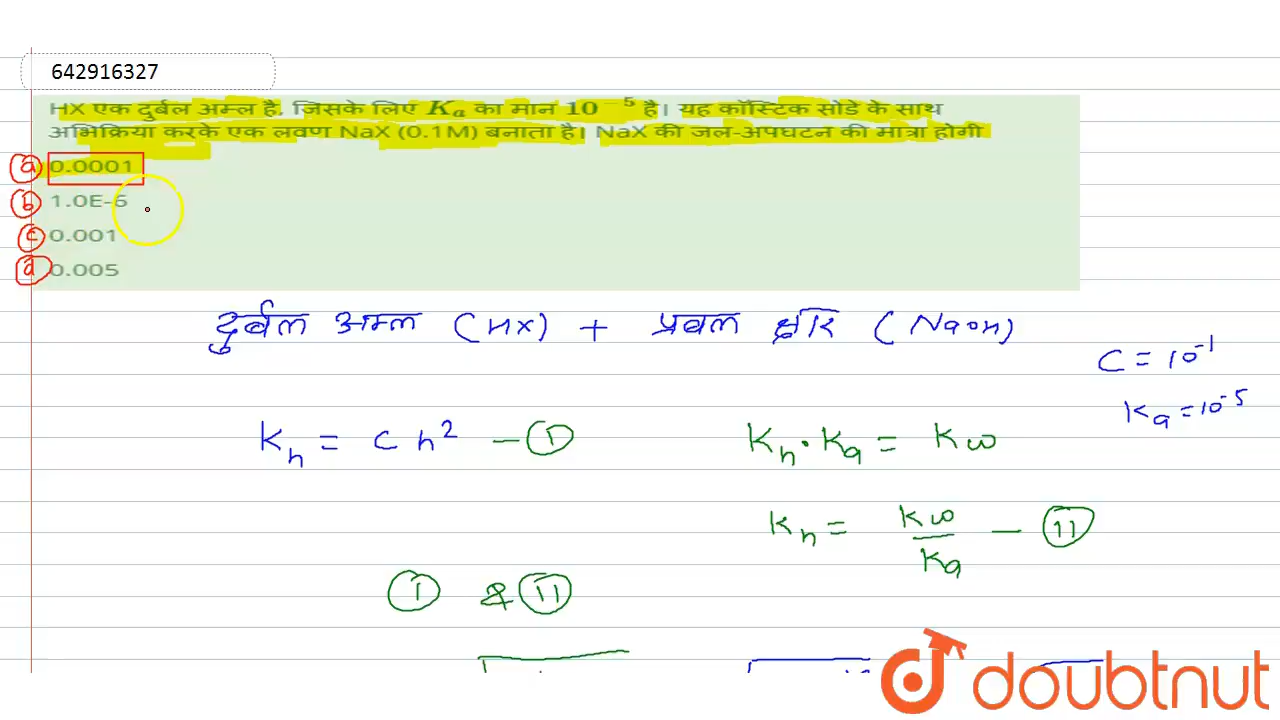 642916327
HX एक दुर्बल अम्ल है, जिसके लिए Kₐ का मान 10⁻⁵ है। यह कॉस्टिक सोडे के साथ
अभिक्रिया करके एक लवण NaX (0.1M) बनाता है। NaX की जल-अपघटन की मात्रा होगी
a 0.0001
b 1.0E-5
c 0.001
d 0.005
दुर्बल अम्ल (HX) + प्रबल क्षार (NaOH)
C = 10⁻¹
Ka = 10⁻⁵
Kh = C h² - I
Kh . Ka = Kw
Kh = Kw/Ka - II
I & II
doubtnut